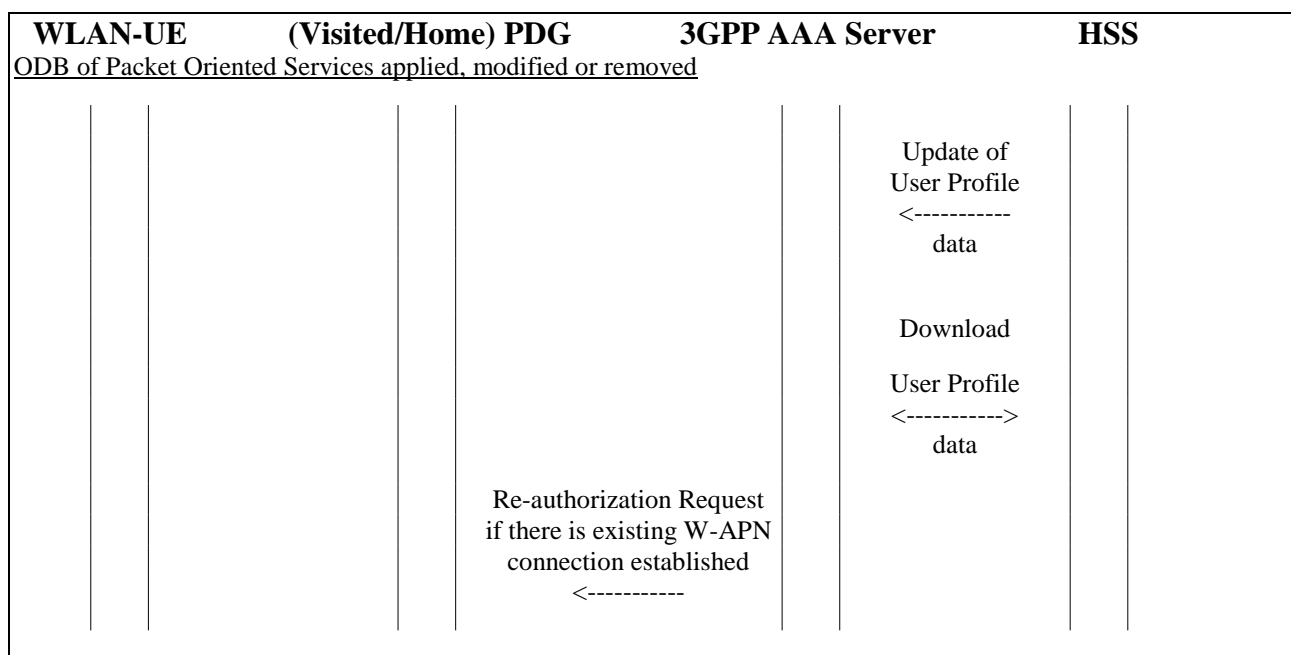 WLAN-UE (Visited/Home) PDG 3GPP AAA Server HSS
ODB of Packet Oriented Services applied, modified or removed
Update of
User Profile
<-----------
data
Download
User Profile
<----------->
data
Re-authorization Request
if there is existing W-APN
connection established
<-----------